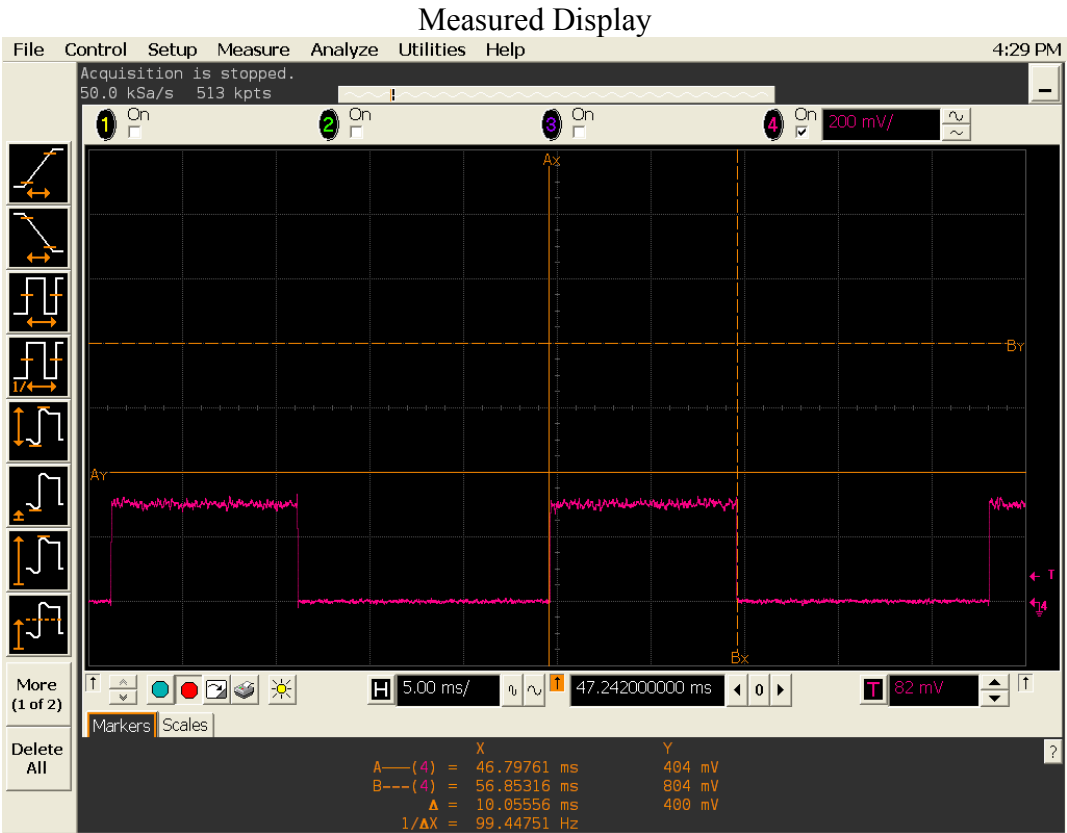 Measured Display
File Control Setup Measure Analyze Utilities Help 4:29 PM
Acquisition is stopped.
50.0 kSa/s 513 kpts
1 On 2 On 3 On 4 On 200 mV/
Ax
By
Ay
1/
T
4
Bx
More
(1 of 2)
H 5.00 ms/ 47.242000000 ms 0 T 82 mV
Markers Scales
Delete
All
?
X Y
A——(4) = 46.79761 ms 404 mV
B---(4) = 56.85316 ms 804 mV
Δ = 10.05556 ms 400 mV
1/ΔX = 99.44751 Hz